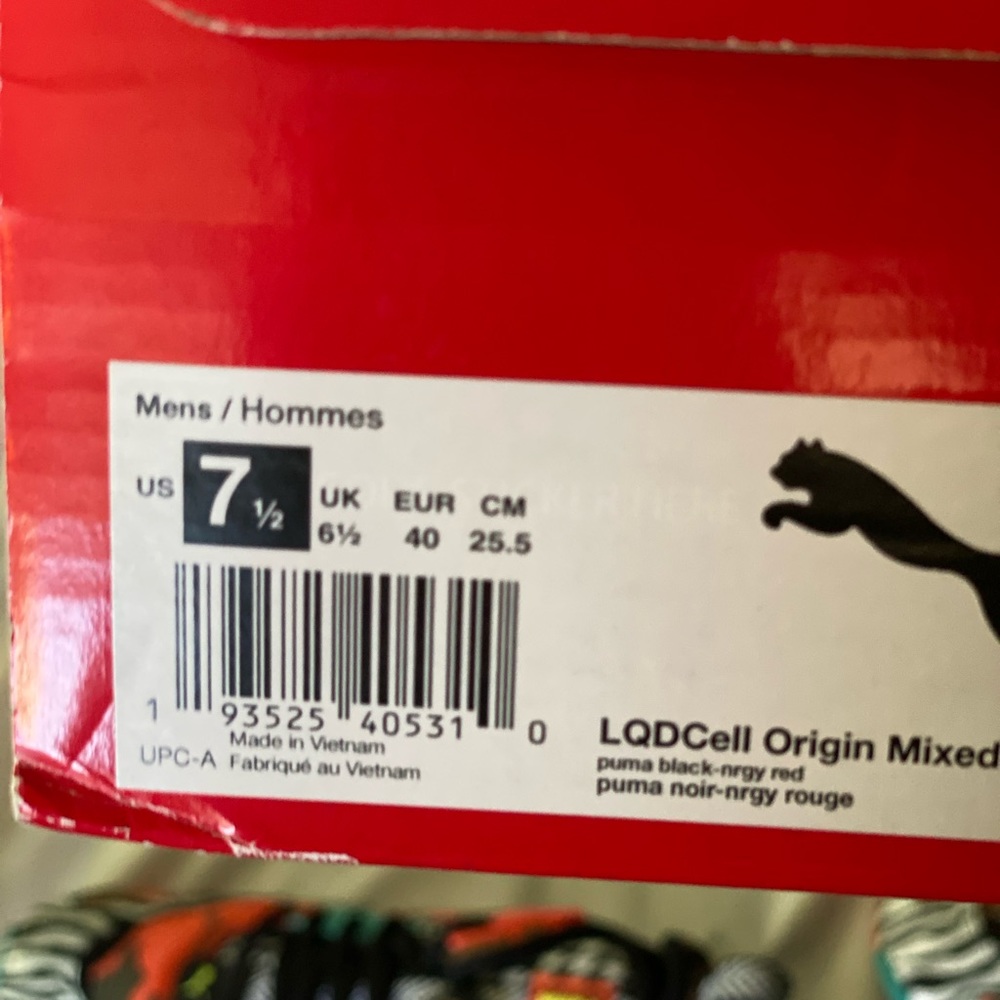 Mens / Hommes
US 7 ½
UK EUR CM
6½ 40 25.5
1 93525 40531 0
Made in Vietnam
UPC-A Fabriqué au Vietnam
LQDCell Origin Mixed
puma black-nrgy red
puma noir-nrgy rouge